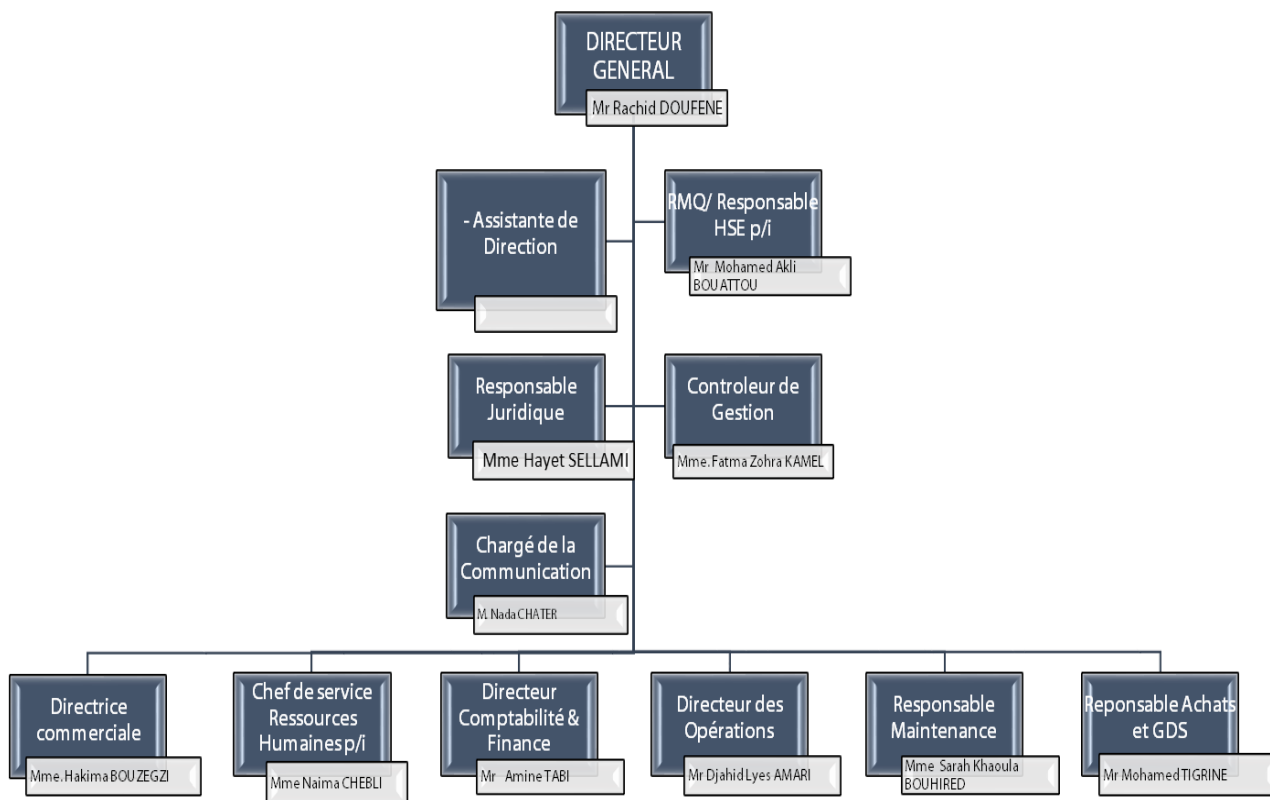 DIRECTEUR
GENERAL
Mr Rachid DOUFENE
- Assistante de
Direction
RMQ/ Responsable
HSE p/i
Mr Mohamed Akli
BOUATTOU
Responsable
Juridique
Mme Hayet SELLAMI
Controleur de
Gestion
Mme. Fatma Zohra KAMEL
Chargé de la
Communication
M. Nada CHATER
Directrice
commerciale
Mme. Hakima BOUZEGZI
Chef de service
Ressources
Humaines p/i
Mme Naima CHEBLI
Directeur
Comptabilité &
Finance
Mr Amine TABI
Directeur des
Opérations
Mr Djahid Lyes AMARI
Responsable
Maintenance
Mme Sarah Khaoula
BOUHIRED
Reponsable Achats
et GDS
Mr Mohamed TIGRINE